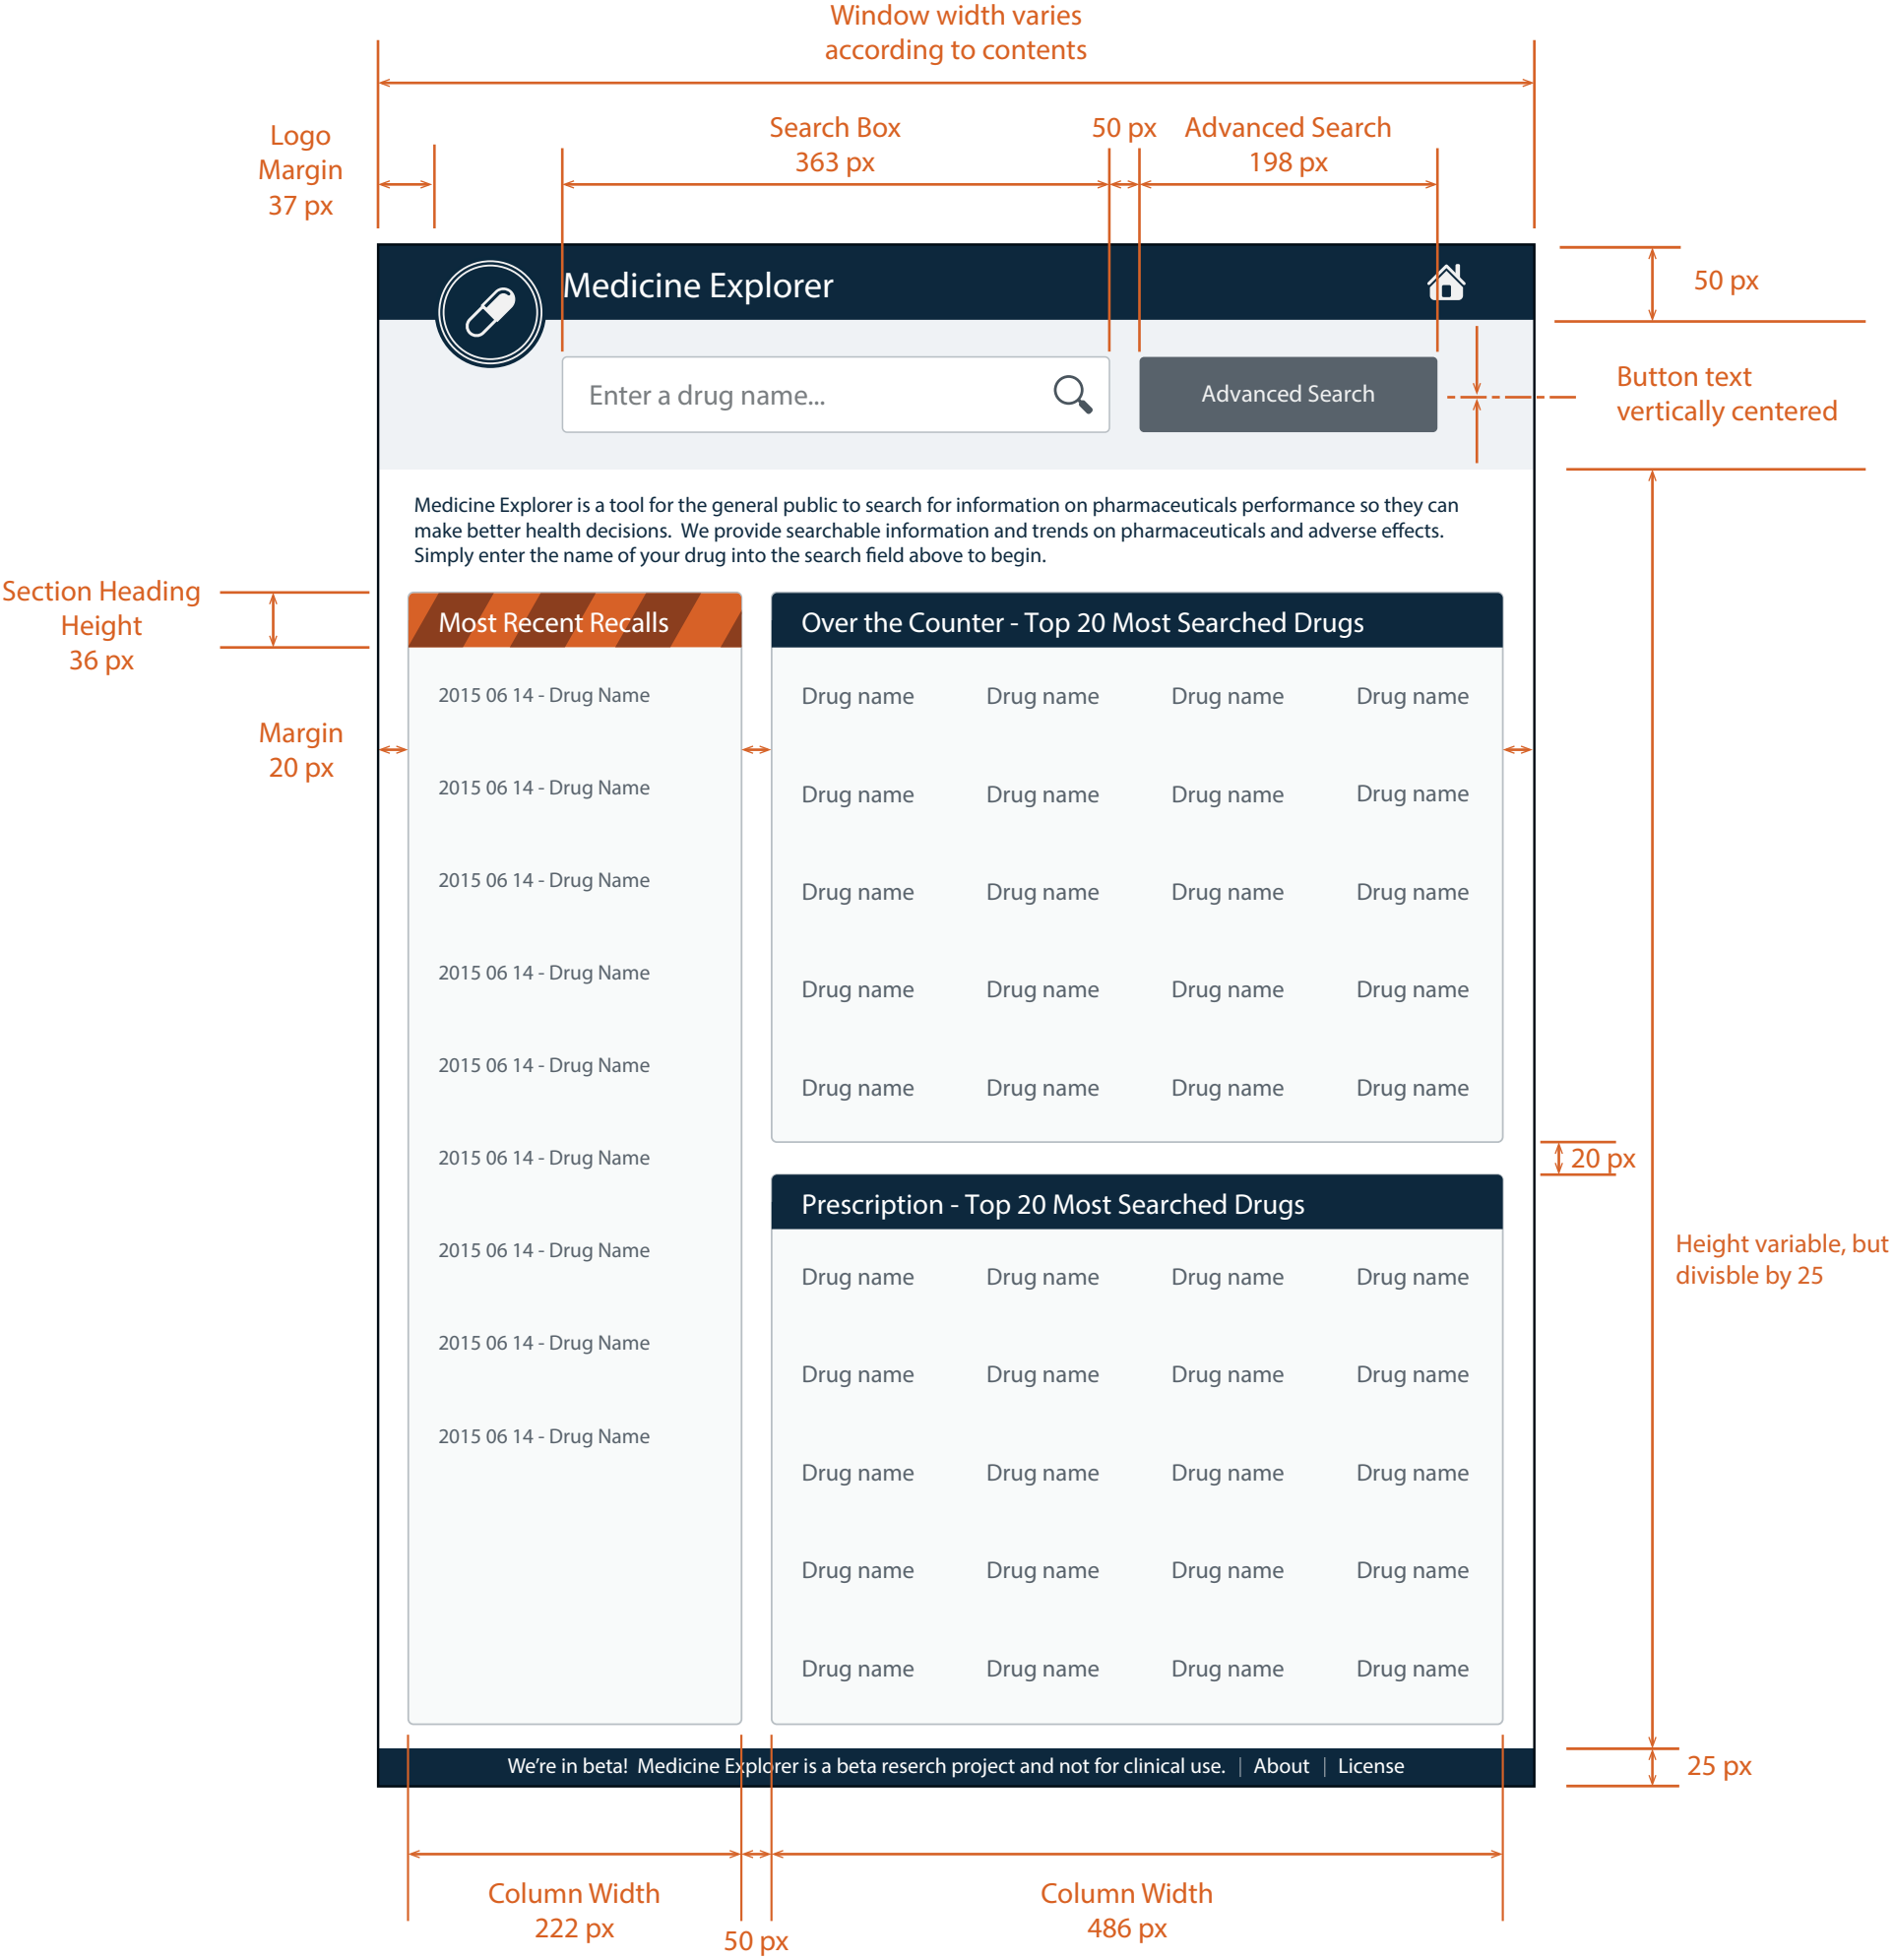 Window width varies
according to contents
Logo
Margin
37 px
Search Box
363 px
50 px
Advanced Search
198 px
Medicine Explorer
50 px
Enter a drug name...
Advanced Search
Button text
vertically centered
Medicine Explorer is a tool for the general public to search for information on pharmaceuticals performance so they can
make better health decisions.  We provide searchable information and trends on pharmaceuticals and adverse effects.
Simply enter the name of your drug into the search field above to begin.
Section Heading
Height
36 px
Margin
20 px
Most Recent Recalls
2015 06 14 - Drug Name
2015 06 14 - Drug Name
2015 06 14 - Drug Name
2015 06 14 - Drug Name
2015 06 14 - Drug Name
2015 06 14 - Drug Name
2015 06 14 - Drug Name
2015 06 14 - Drug Name
2015 06 14 - Drug Name
Over the Counter - Top 20 Most Searched Drugs
Drug name Drug name Drug name Drug name
Drug name Drug name Drug name Drug name
Drug name Drug name Drug name Drug name
Drug name Drug name Drug name Drug name
Drug name Drug name Drug name Drug name
20 px
Prescription - Top 20 Most Searched Drugs
Drug name Drug name Drug name Drug name
Drug name Drug name Drug name Drug name
Drug name Drug name Drug name Drug name
Drug name Drug name Drug name Drug name
Drug name Drug name Drug name Drug name
Height variable, but
divisble by 25
We're in beta!  Medicine Explorer is a beta reserch project and not for clinical use. | About | License
25 px
Column Width
222 px
50 px
Column Width
486 px